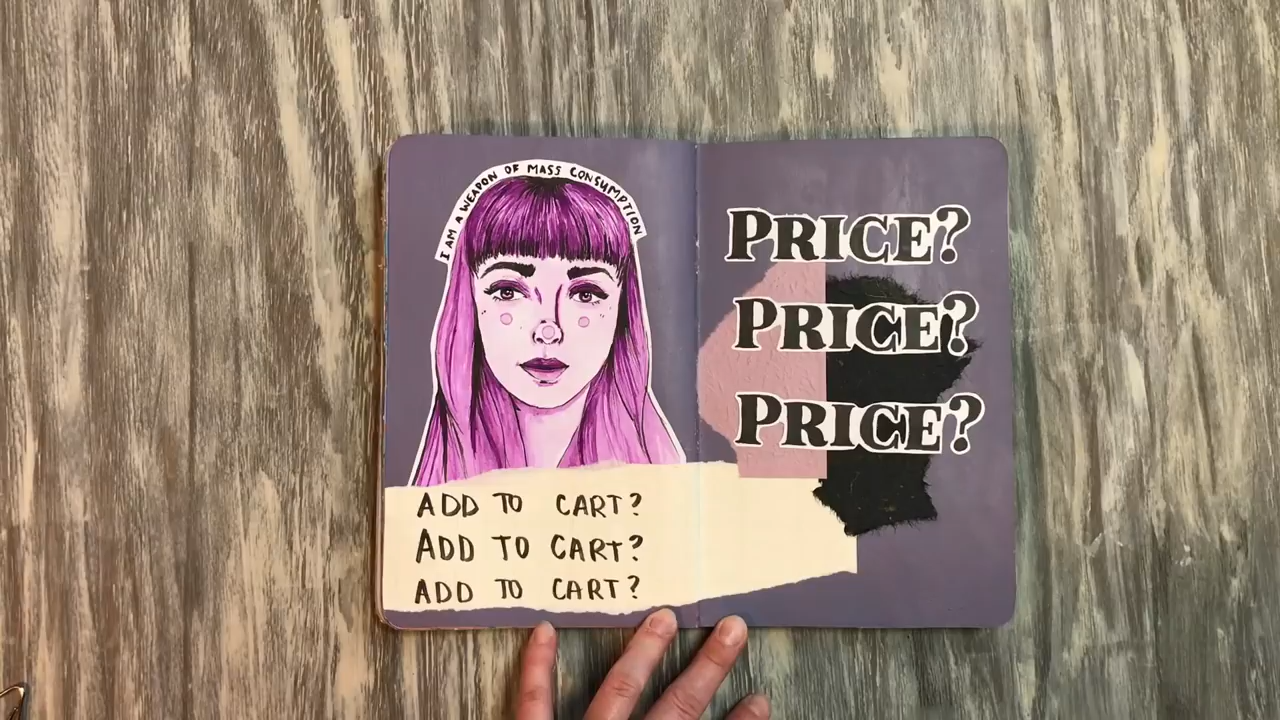 I AM A WEAPON OF MASS CONSUMPTION
ADD TO CART?
ADD TO CART?
ADD TO CART?
PRICE?
PRICE?
PRICE?